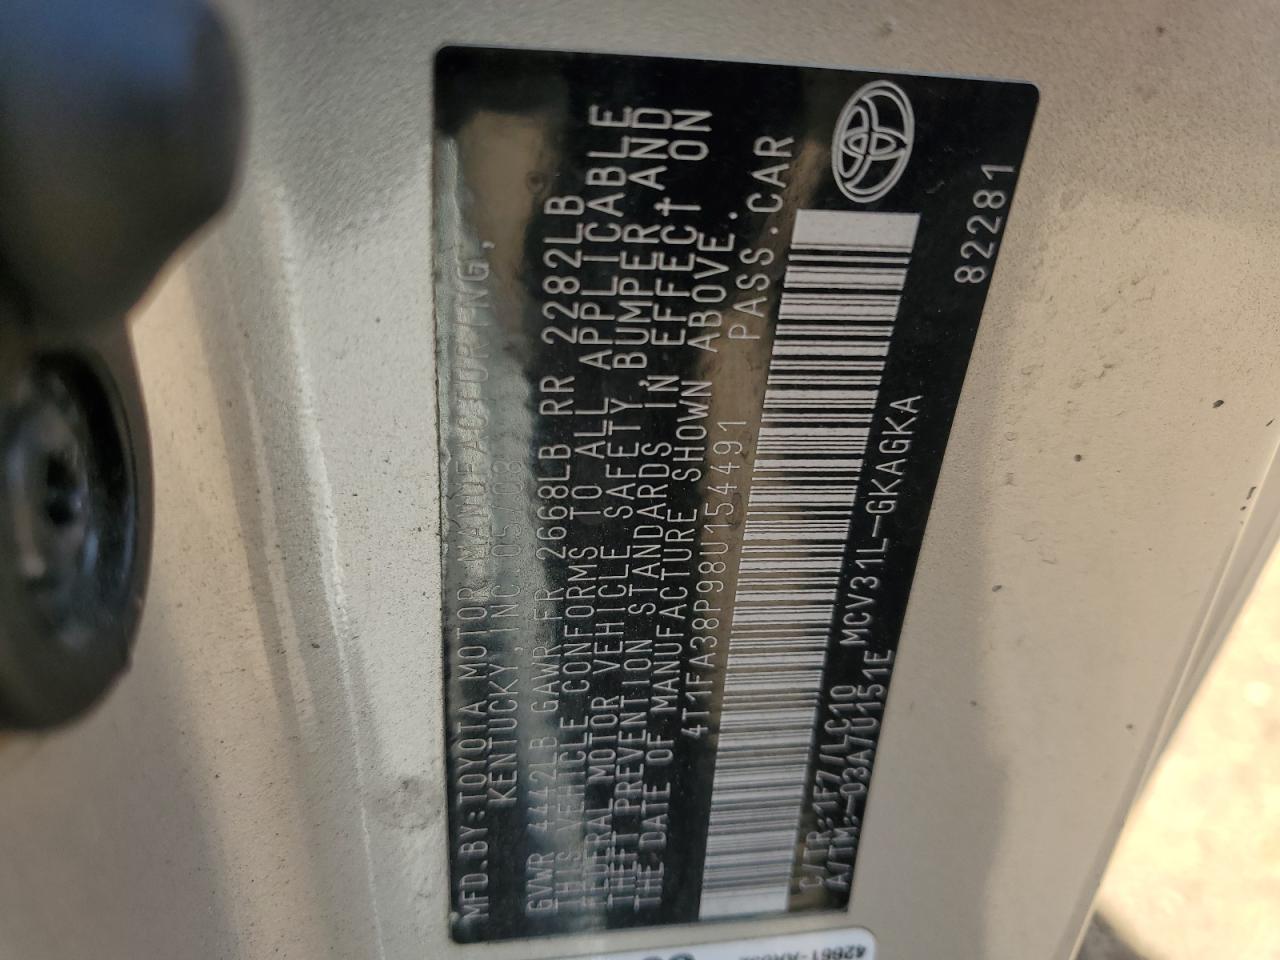 MFD.BY:TOYOTA MOTOR MANUFACTURING,
KENTUCKY,INC. 05/08
GVWR 4442LB GAWR FR 2668LB RR 2282LB
THIS VEHICLE CONFORMS TO ALL APPLICABLE
FEDERAL MOTOR VEHICLE SAFETY,BUMPER AND
THEFT PREVENTION STANDARDS IN EFFECT ON
THE DATE OF MANUFACTURE SHOWN ABOVE.
4T1FA38P98U154491 PASS.CAR
C/TR:1F7/LC10 MCV31L-GKAGKA
A/TM:-03A/U151E
82281